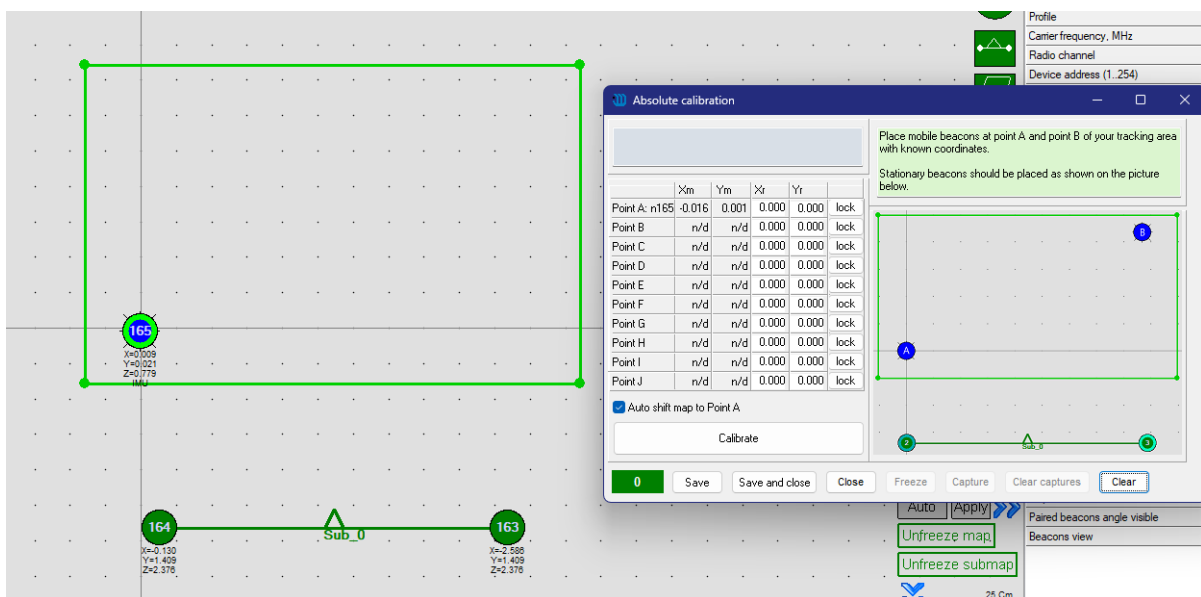 Profile
Carrier frequency, MHz
Radio channel
Device address (1..254)
Absolute calibration
Place mobile beacons at point A and point B of your tracking area
with known coordinates.
Stationary beacons should be placed as shown on the picture
below.
Xm Ym Xr Yr
Point A: n165 -0.016 0.001 0.000 0.000 lock
Point B n/d n/d 0.000 0.000 lock
Point C n/d n/d 0.000 0.000 lock
Point D n/d n/d 0.000 0.000 lock
Point E n/d n/d 0.000 0.000 lock
Point F n/d n/d 0.000 0.000 lock
Point G n/d n/d 0.000 0.000 lock
Point H n/d n/d 0.000 0.000 lock
Point I n/d n/d 0.000 0.000 lock
Point J n/d n/d 0.000 0.000 lock
Auto shift map to Point A
Calibrate
B
A
2
Sub_0
3
0 Save Save and close Close Freeze Capture Clear captures Clear
165
X=0.009
Y=0.021
Z=0.779
IMU
164
Sub_0
163
X=-0.130
Y=1.409
Z=2.376
X=-2.586
Y=1.409
Z=2.376
Auto Apply
Unfreeze map
Unfreeze submap
25 Cm
Paired beacons angle visible
Beacons view